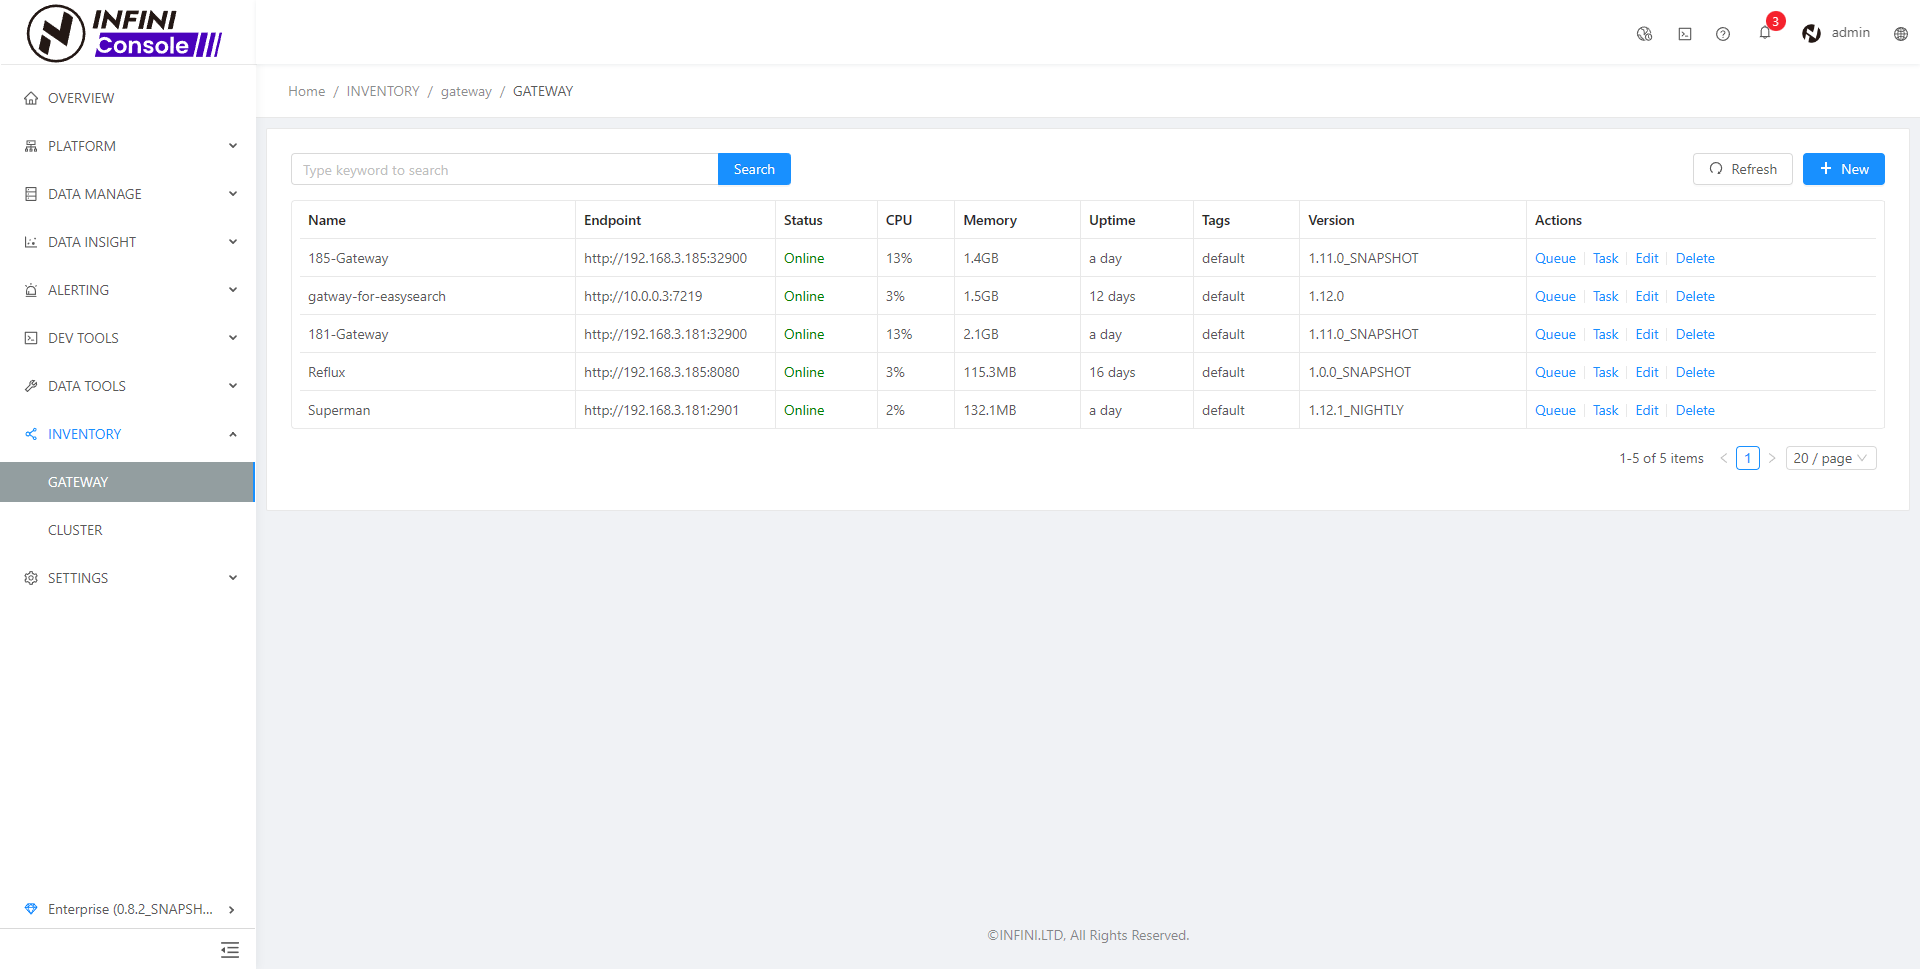 INFINI
Console
3
admin
OVERVIEW
PLATFORM
DATA MANAGE
DATA INSIGHT
ALERTING
DEV TOOLS
DATA TOOLS
INVENTORY
GATEWAY
CLUSTER
SETTINGS
Enterprise (0.8.2_SNAPSH...
Home / INVENTORY / gateway / GATEWAY
Type keyword to search Search Refresh + New
Name Endpoint Status CPU Memory Uptime Tags Version Actions
185-Gateway http://192.168.3.185:32900 Online 13% 1.4GB a day default 1.11.0_SNAPSHOT Queue Task Edit Delete
gatway-for-easysearch http://10.0.0.3:7219 Online 3% 1.5GB 12 days default 1.12.0 Queue Task Edit Delete
181-Gateway http://192.168.3.181:32900 Online 13% 2.1GB a day default 1.11.0_SNAPSHOT Queue Task Edit Delete
Reflux http://192.168.3.185:8080 Online 3% 115.3MB 16 days default 1.0.0_SNAPSHOT Queue Task Edit Delete
Superman http://192.168.3.181:2901 Online 2% 132.1MB a day default 1.12.1_NIGHTLY Queue Task Edit Delete
1-5 of 5 items < 1 > 20 / page
©INFINI.LTD, All Rights Reserved.